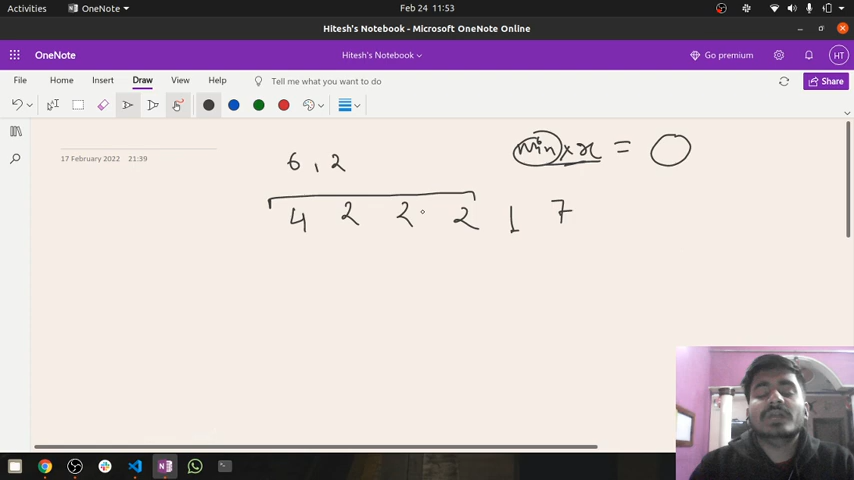 Activities OneNote Feb 24 11:53
Hitesh's Notebook - OneNote Online
OneNote Hitesh's Notebook Go premium HT
File Home Insert Draw View Help Tell me what you want to do Share
17 February 2022 21:39
min × x =
6 , 2
4 2 2 2 1 7